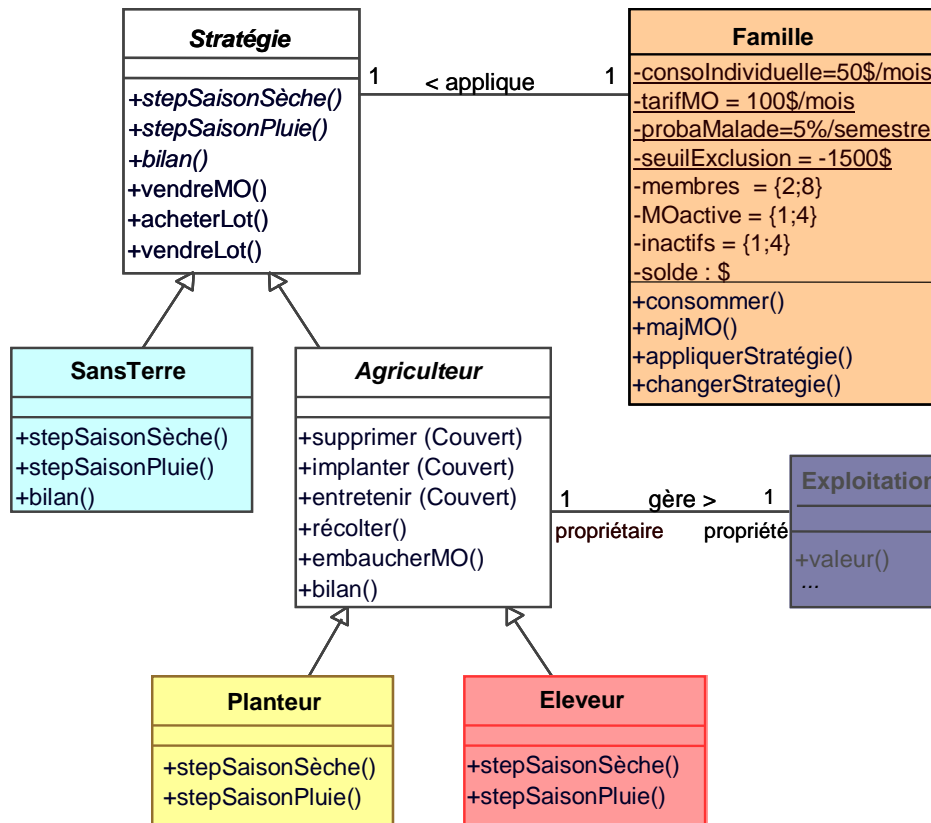 Stratégie
+stepSaisonSèche()
+stepSaisonPluie()
+bilan()
+vendreMO()
+acheterLot()
+vendreLot()
1
< applique
1
Famille
-consoIndividuelle=50$/mois
-tarifMO = 100$/mois
-probaMalade=5%/semestre
-seuilExclusion = -1500$
-membres = {2;8}
-MOactive = {1;4}
-inactifs = {1;4}
-solde : $
+consommer()
+majMO()
+appliquerStratégie()
+changerStrategie()
SansTerre
+stepSaisonSèche()
+stepSaisonPluie()
+bilan()
Agriculteur
+supprimer (Couvert)
+implanter (Couvert)
+entretenir (Couvert)
+récolter()
+embaucherMO()
+bilan()
1
gère >
1
propriétaire
propriété
Exploitation
+valeur()
...
Planteur
+stepSaisonSèche()
+stepSaisonPluie()
Eleveur
+stepSaisonSèche()
+stepSaisonPluie()